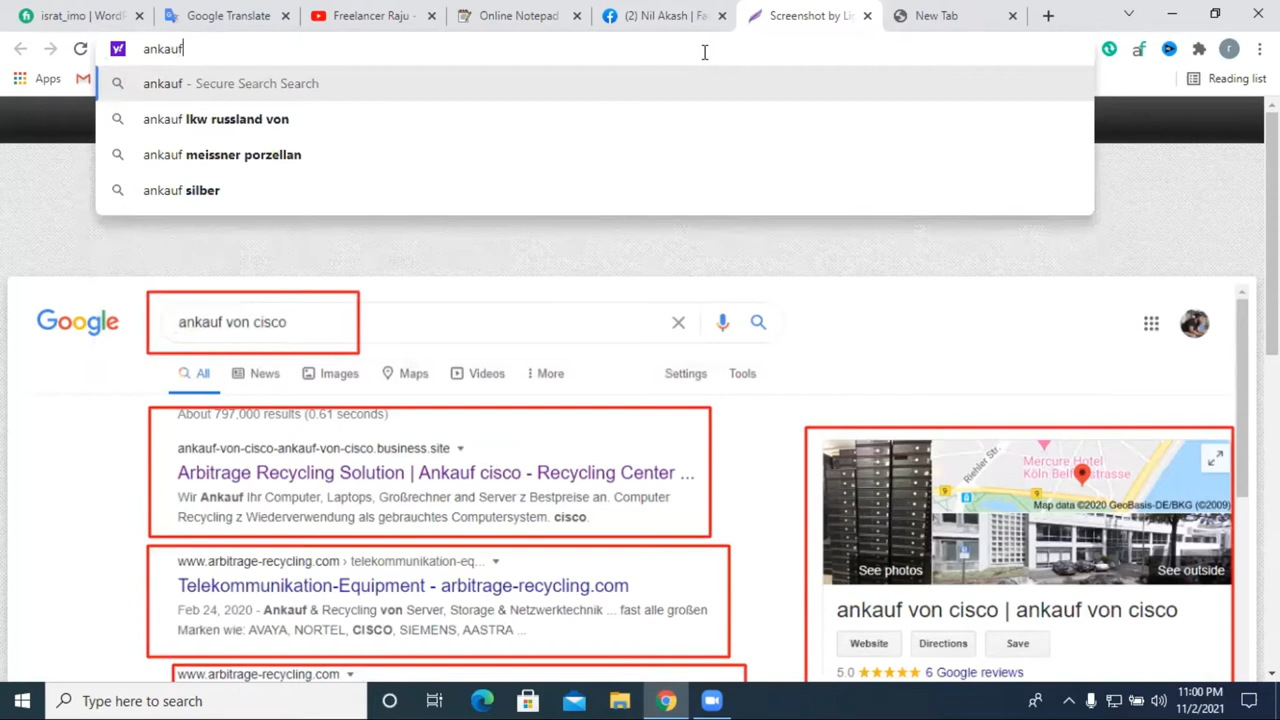 israt_imo | WordP
Google Translate
Freelancer Raju -
Online Notepad
(2) Nil Akash | Fa
Screenshot by Lig
New Tab
y!
ankauf
Apps
Reading list
r
ankauf - Secure Search Search
ankauf lkw russland von
ankauf meissner porzellan
ankauf silber
Google
ankauf von cisco
All
News
Images
Maps
Videos
More
Settings
Tools
About 797,000 results (0.61 seconds)
ankauf-von-cisco-ankauf-von-cisco.business.site
Arbitrage Recycling Solution | Ankauf cisco - Recycling Center ...
Wir Ankauf Ihr Computer, Laptops, Großrechner and Server z Bestpreise an. Computer
Recycling z Wiederverwendung als gebrauchtes Computersystem. cisco.
www.arbitrage-recycling.com › telekommunikation-eq...
Telekommunikation-Equipment - arbitrage-recycling.com
Feb 24, 2020 - Ankauf & Recycling von Server, Storage & Netzwerktechnik ... fast alle großen
Marken wie: AVAYA, NORTEL, CISCO, SIEMENS, AASTRA ...
www.arbitrage-recycling.com
Riehler Str.
Mercure Hotel
Köln Belfortstrasse
9
9
Map data ©2020 GeoBasis-DE/BKG (©2009)
See photos
See outside
ankauf von cisco | ankauf von cisco
Website
Directions
Save
5.0
6 Google reviews
Type here to search
11:00 PM
11/2/2021